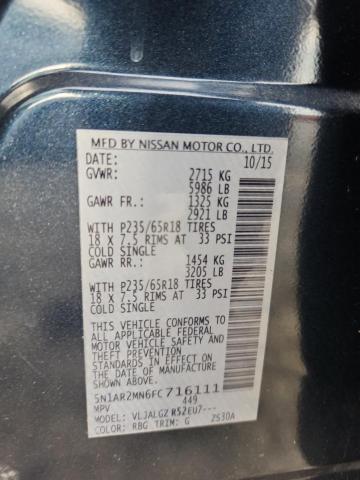 MFD BY NISSAN MOTOR CO., LTD.
DATE: 10/15
GVWR: 2715 KG
5986 LB
GAWR FR.: 1325 KG
2921 LB
WITH P235/65R18 TIRES
18 X 7.5 RIMS AT 33 PSI
COLD SINGLE
GAWR RR.: 1454 KG
3205 LB
WITH P235/65R18 TIRES
18 X 7.5 RIMS AT 33 PSI
COLD SINGLE
THIS VEHICLE CONFORMS TO
ALL APPLICABLE FEDERAL
MOTOR VEHICLE SAFETY AND
THEFT PREVENTION STANDARDS
IN EFFECT ON THE DATE OF
MANUFACTURE SHOWN ABOVE.
5N1AR2MN6FC716111
MPV 449
MODEL: VLJALGZ R52EU7---
COLOR: RBG TRIM: G ZS30A